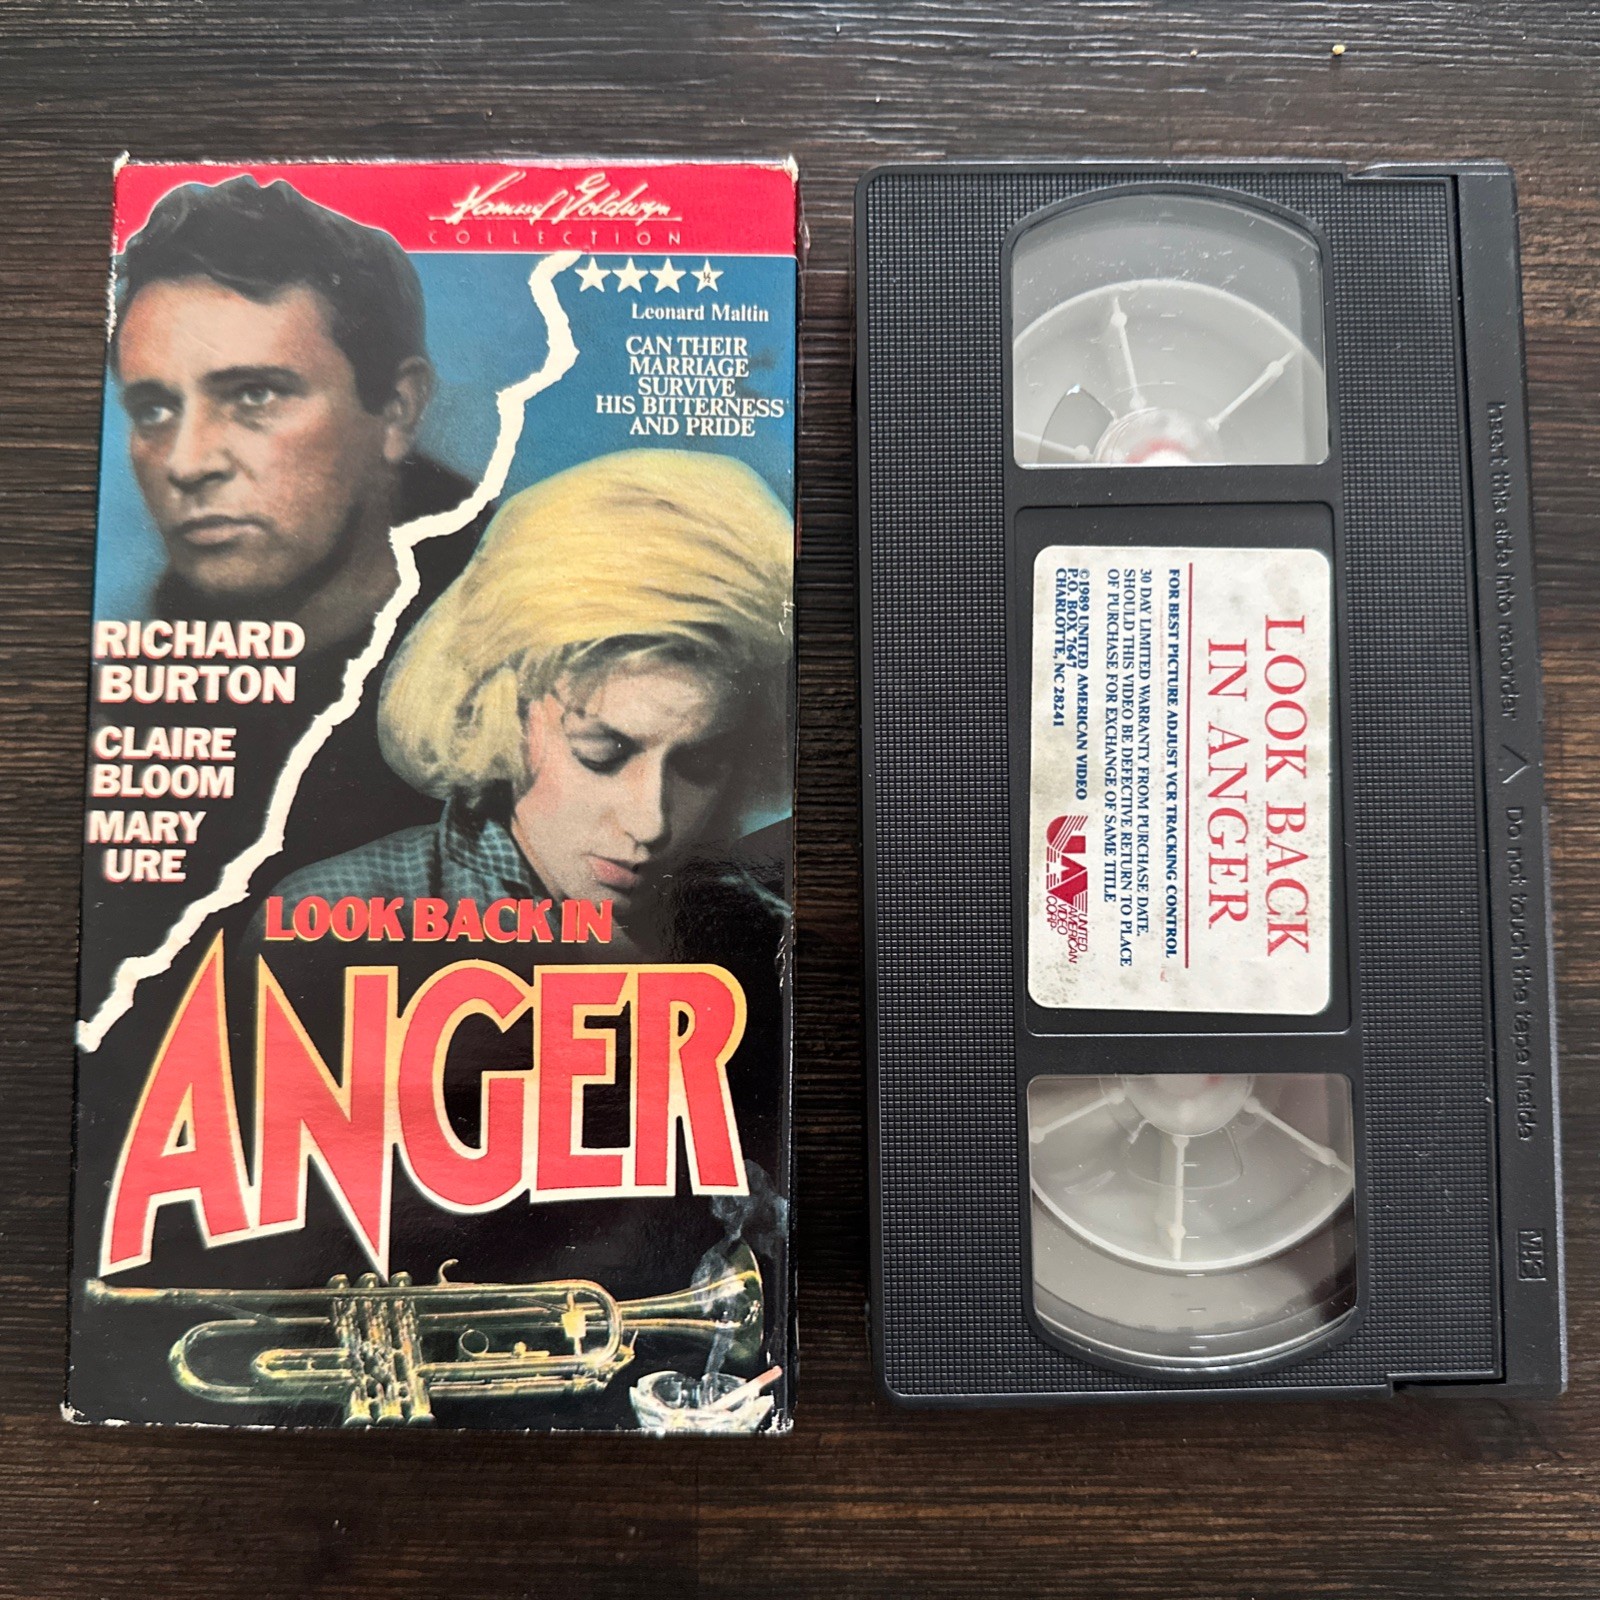 Samuel Goldwyn
COLLECTION
½
Leonard Maltin
CAN THEIR
MARRIAGE
SURVIVE
HIS BITTERNESS
AND PRIDE
RICHARD
BURTON
CLAIRE
BLOOM
MARY
URE
LOOK BACK IN
ANGER
LOOK BACK
IN ANGER
FOR BEST PICTURE ADJUST VCR TRACKING CONTROL
30 DAY LIMITED WARRANTY FROM PURCHASE DATE.
SHOULD THIS VIDEO BE DEFECTIVE RETURN TO PLACE
OF PURCHASE FOR EXCHANGE OF SAME TITLE
©1989 UNITED AMERICAN VIDEO
P.O. BOX 7647
CHARLOTTE, NC 28241
UAV
UNITED
AMERICAN
VIDEO
CORP.
Insert this side into recorder
Do not touch the tape inside
VHS